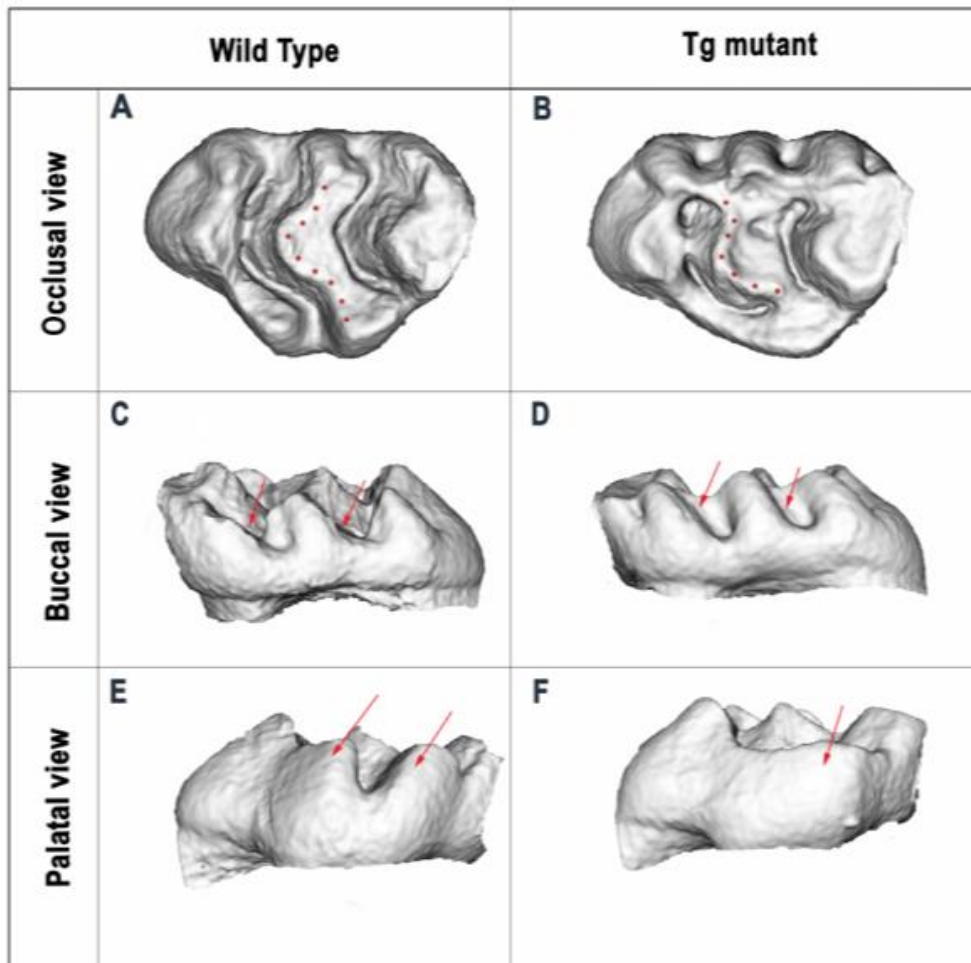 Wild Type
Tg mutant
Occlusal view
A
B
Buccal view
C
D
Palatal view
E
F